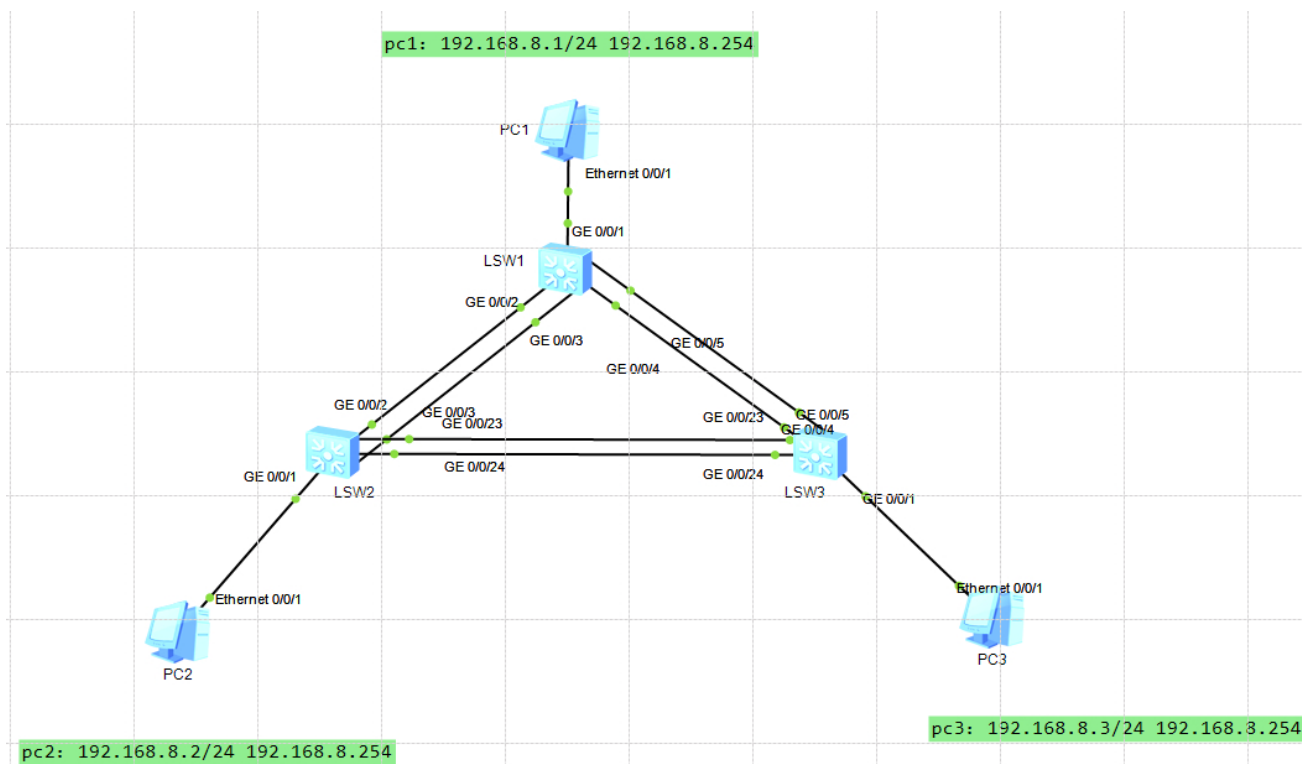 pc1: 192.168.8.1/24 192.168.8.254
PC1
Ethernet 0/0/1
GE 0/0/1
LSW1
GE 0/0/2
GE 0/0/3
GE 0/0/5
GE 0/0/4
GE 0/0/2
GE 0/0/3
GE 0/0/23
GE 0/0/23
GE 0/0/5
GE 0/0/4
GE 0/0/24
GE 0/0/24
GE 0/0/1
LSW2
LSW3
GE 0/0/1
Ethernet 0/0/1
Ethernet 0/0/1
PC2
PC3
pc3: 192.168.8.3/24 192.168.8.254
pc2: 192.168.8.2/24 192.168.8.254